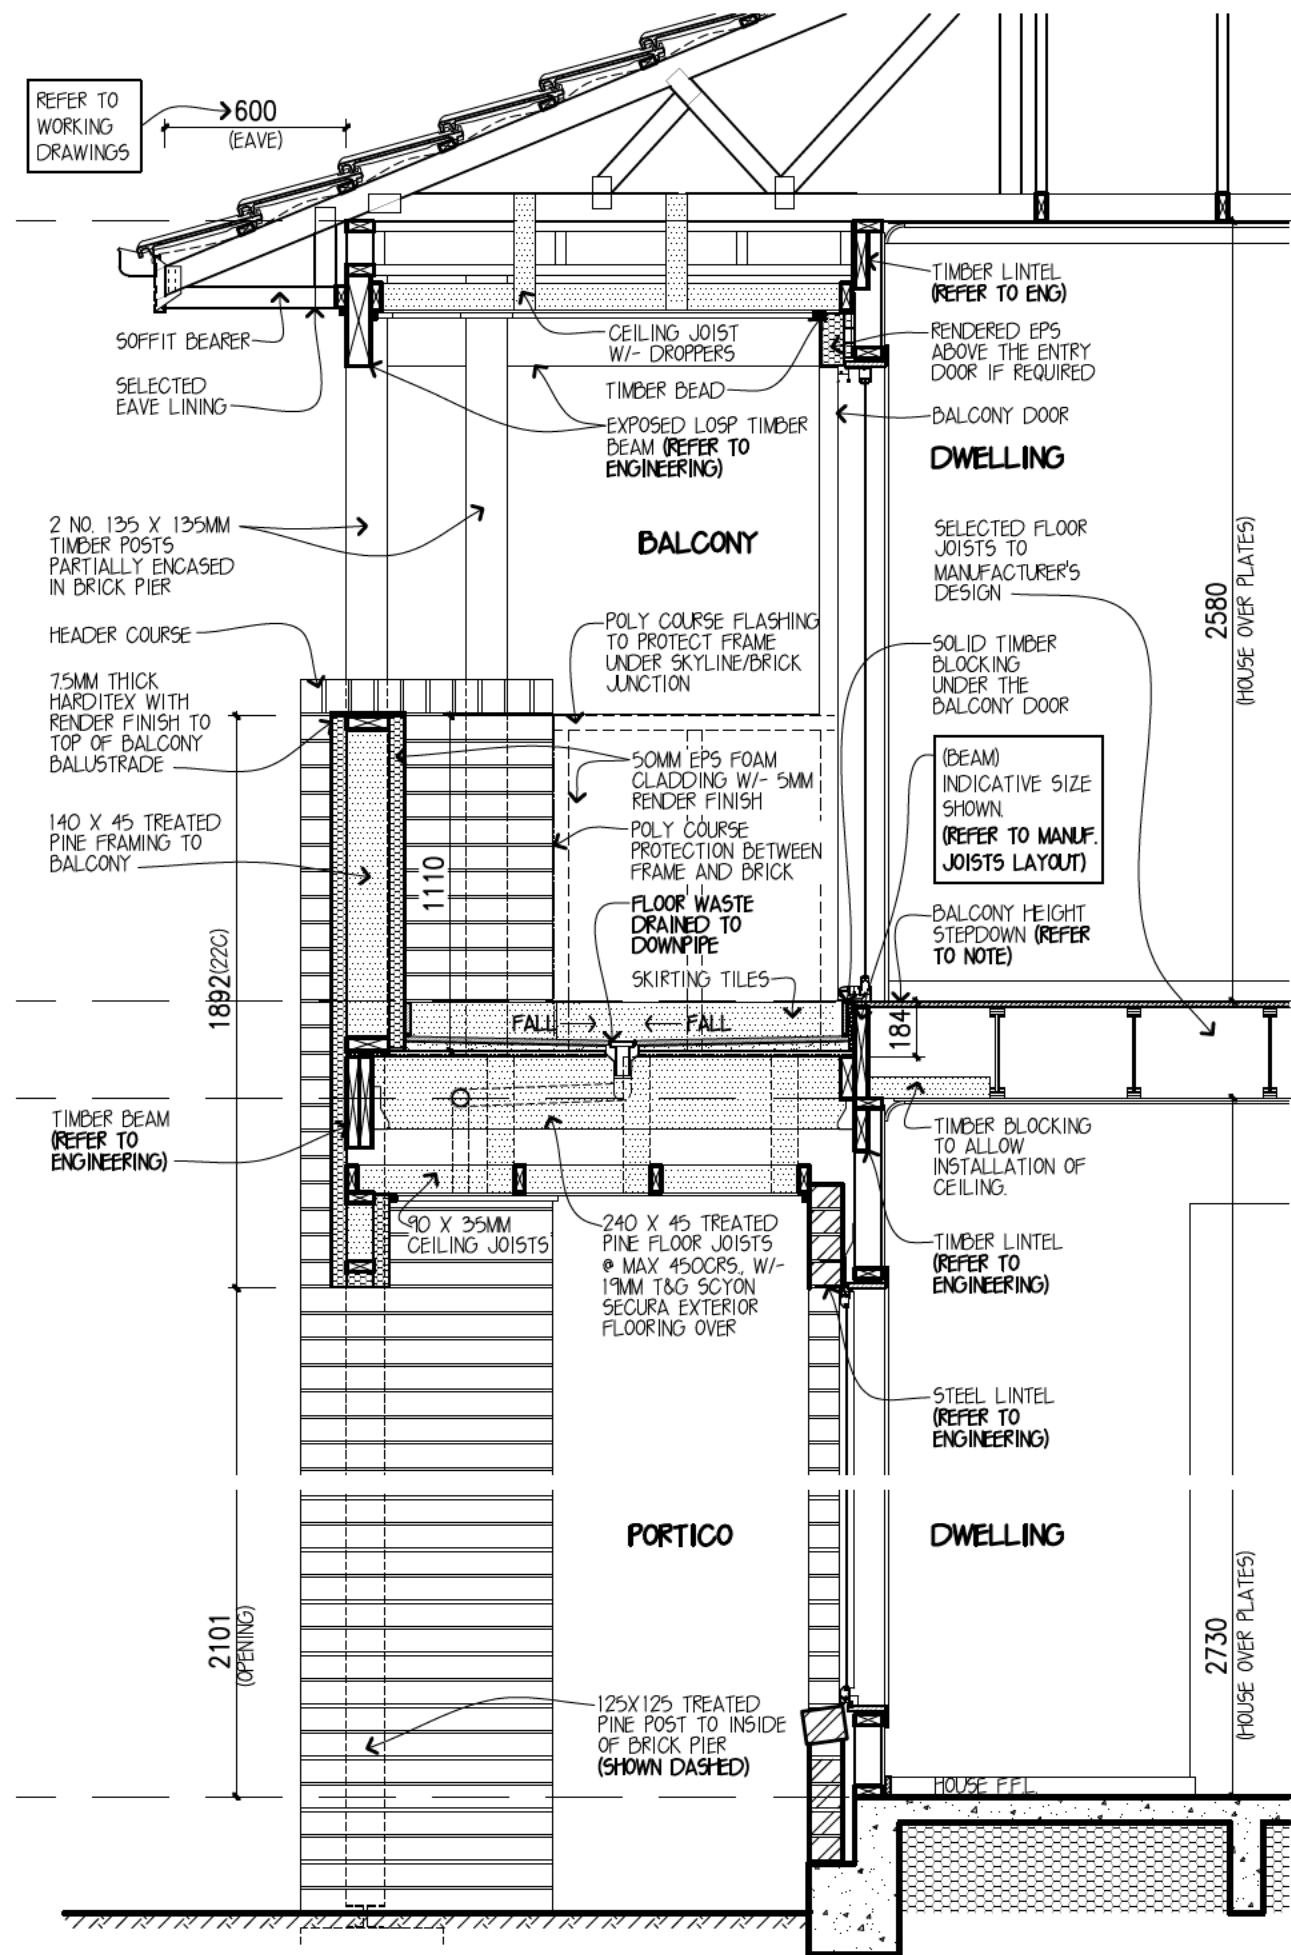 REFER TO
WORKING
DRAWINGS
600
(EAVE)
SOFFIT BEARER
SELECTED
EAVE LINING
CEILING JOIST
W/- DROPPERS
TIMBER BEAD
EXPOSED LOSP TIMBER
BEAM (REFER TO
ENGINEERING)
TIMBER LINTEL
(REFER TO ENG)
RENDERED EPS
ABOVE THE ENTRY
DOOR IF REQUIRED
BALCONY DOOR
DWELLING
2 NO. 135 X 135MM
TIMBER POSTS
PARTIALLY ENCASED
IN BRICK PIER
BALCONY
SELECTED FLOOR
JOISTS TO
MANUFACTURER'S
DESIGN
2580
(HOUSE OVER PLATES)
HEADER COURSE
7.5MM THICK
HARDITEX WITH
RENDER FINISH TO
TOP OF BALCONY
BALUSTRADE
140 X 45 TREATED
PINE FRAMING TO
BALCONY
POLY COURSE FLASHING
TO PROTECT FRAME
UNDER SKYLINE/BRICK
JUNCTION
50MM EPS FOAM
CLADDING W/- 5MM
RENDER FINISH
POLY COURSE
PROTECTION BETWEEN
FRAME AND BRICK
FLOOR WASTE
DRAINED TO
DOWNPIPE
SKIRTING TILES
SOLID TIMBER
BLOCKING
UNDER THE
BALCONY DOOR
(BEAM)
INDICATIVE SIZE
SHOWN.
(REFER TO MANUF.
JOISTS LAYOUT)
BALCONY HEIGHT
STEPDOWN (REFER
TO NOTE)
1110
1892(22C)
FALL
FALL
184
TIMBER BEAM
(REFER TO
ENGINEERING)
90 X 35MM
CEILING JOISTS
240 X 45 TREATED
PINE FLOOR JOISTS
@ MAX 450CRS., W/-
19MM T&G SCYON
SECURA EXTERIOR
FLOORING OVER
TIMBER BLOCKING
TO ALLOW
INSTALLATION OF
CEILING.
TIMBER LINTEL
(REFER TO
ENGINEERING)
STEEL LINTEL
(REFER TO
ENGINEERING)
PORTICO
DWELLING
2101
(OPENING)
2730
(HOUSE OVER PLATES)
125X125 TREATED
PINE POST TO INSIDE
OF BRICK PIER
(SHOWN DASHED)
HOUSE F.F.L.